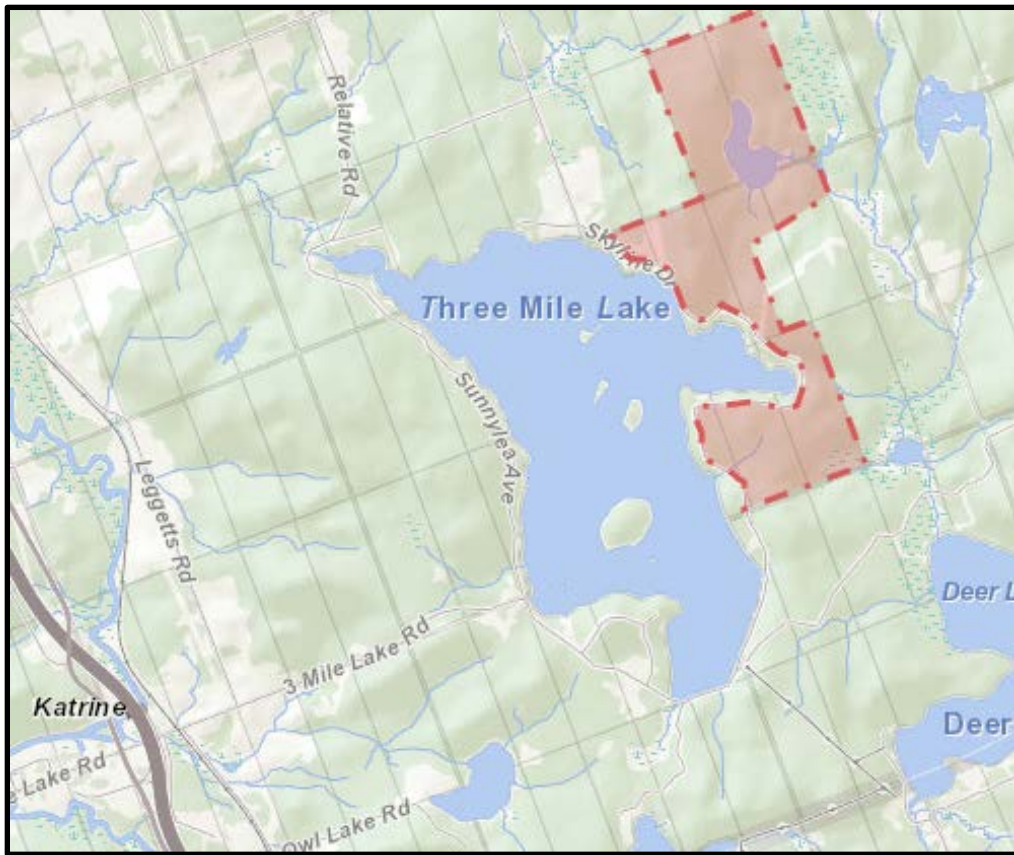 Relative Rd
Skyline Dr
Three Mile Lake
Sunnylea Ave
Leggetts Rd
Deer L
3 Mile Lake Rd
Katrine
Deer
Lake Rd
Owl Lake Rd